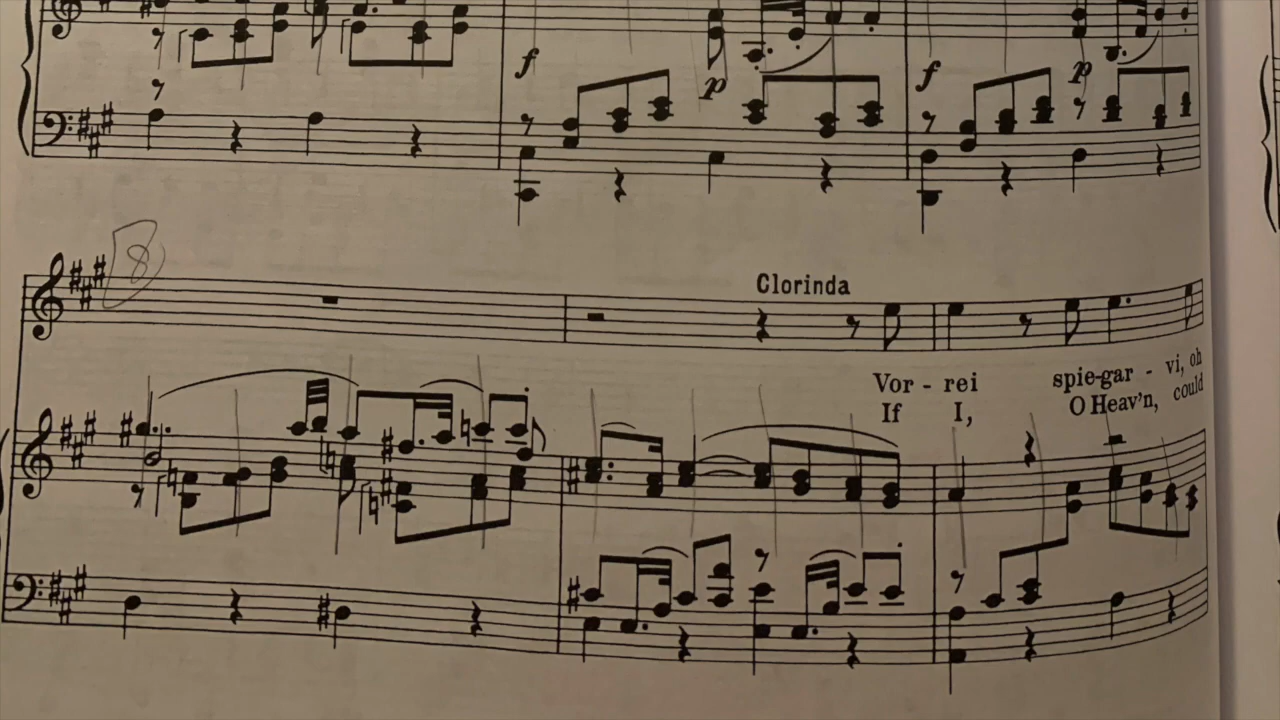 f p f p
8
Clorinda
Vor - rei spie-gar - vi, oh
If I, O Heav'n, could